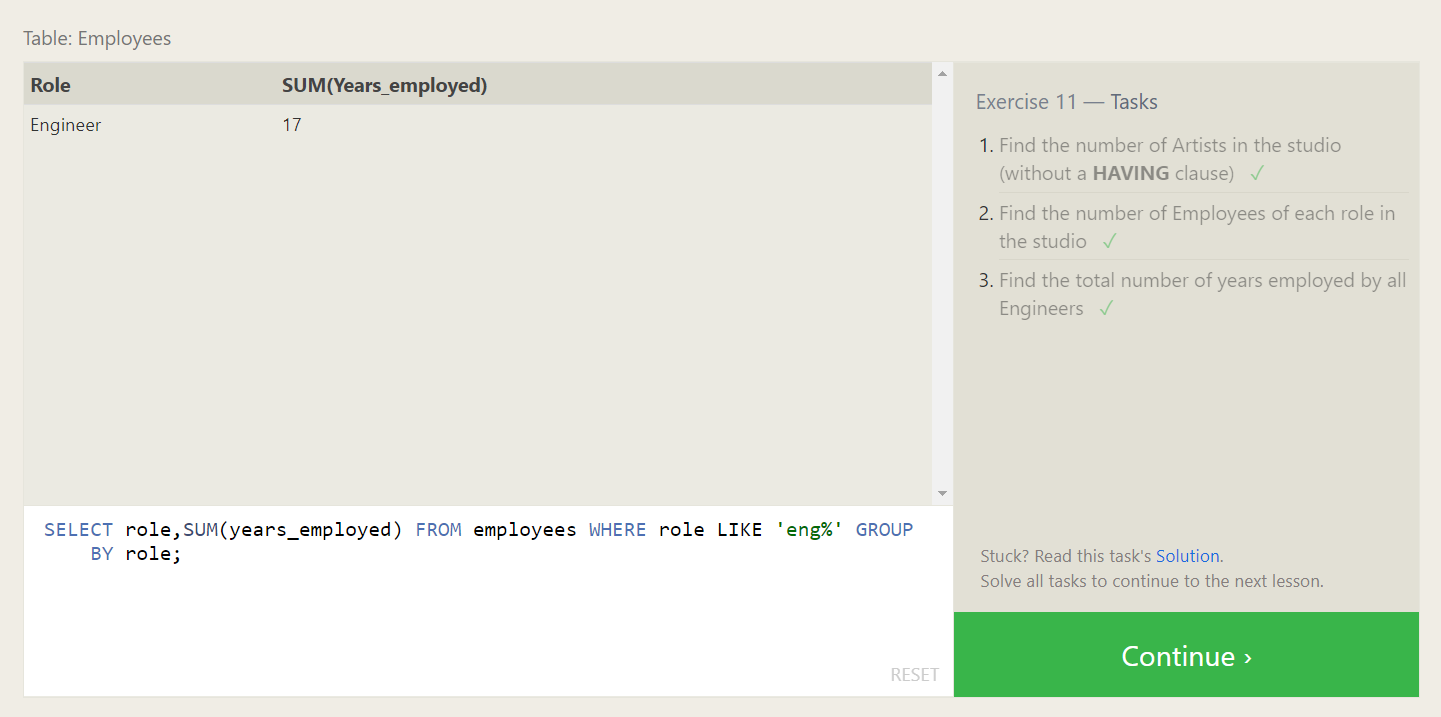 Table: Employees
Role SUM(Years_employed)
Engineer 17
SELECT role,SUM(years_employed) FROM employees WHERE role LIKE 'eng%' GROUP
BY role;
RESET
Exercise 11 — Tasks
1. Find the number of Artists in the studio
(without a HAVING clause) ✓
2. Find the number of Employees of each role in
the studio ✓
3. Find the total number of years employed by all
Engineers ✓
Stuck? Read this task's Solution.
Solve all tasks to continue to the next lesson.
Continue ›